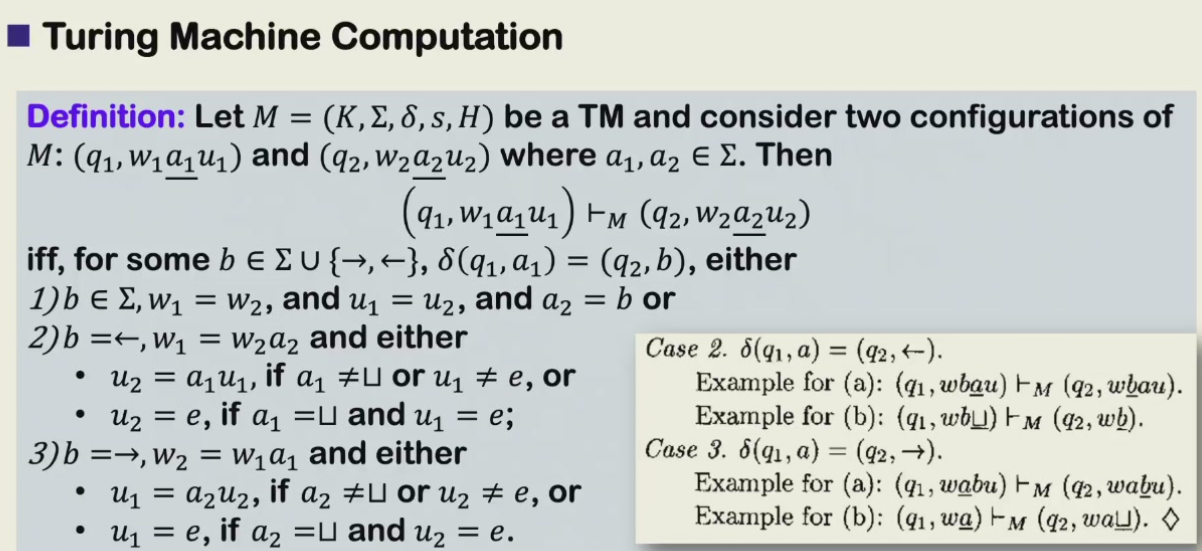 Turing Machine Computation
Definition: Let M = (K, Σ, δ, s, H) be a TM and consider two configurations of
M: (q₁, w₁a̲₁u₁) and (q₂, w₂a̲₂u₂) where a₁, a₂ ∈ Σ. Then
(q₁, w₁a̲₁u₁) ⊢M (q₂, w₂a̲₂u₂)
iff, for some b ∈ Σ ∪ {→, ←}, δ(q₁, a₁) = (q₂, b), either
1) b ∈ Σ, w₁ = w₂, and u₁ = u₂, and a₂ = b or
2) b =←, w₁ = w₂a₂ and either
• u₂ = a₁u₁, if a₁ ≠⊔ or u₁ ≠ e, or
• u₂ = e, if a₁ =⊔ and u₁ = e;
3) b =→, w₂ = w₁a₁ and either
• u₁ = a₂u₂, if a₂ ≠⊔ or u₂ ≠ e, or
• u₁ = e, if a₂ =⊔ and u₂ = e.
Case 2. δ(q₁, a) = (q₂, ←).
Example for (a): (q₁, wba̲u) ⊢M (q₂, wb̲au).
Example for (b): (q₁, wb⊔̲) ⊢M (q₂, wb̲).
Case 3. δ(q₁, a) = (q₂, →).
Example for (a): (q₁, wa̲bu) ⊢M (q₂, wab̲u).
Example for (b): (q₁, wa̲) ⊢M (q₂, wa⊔̲). ◇